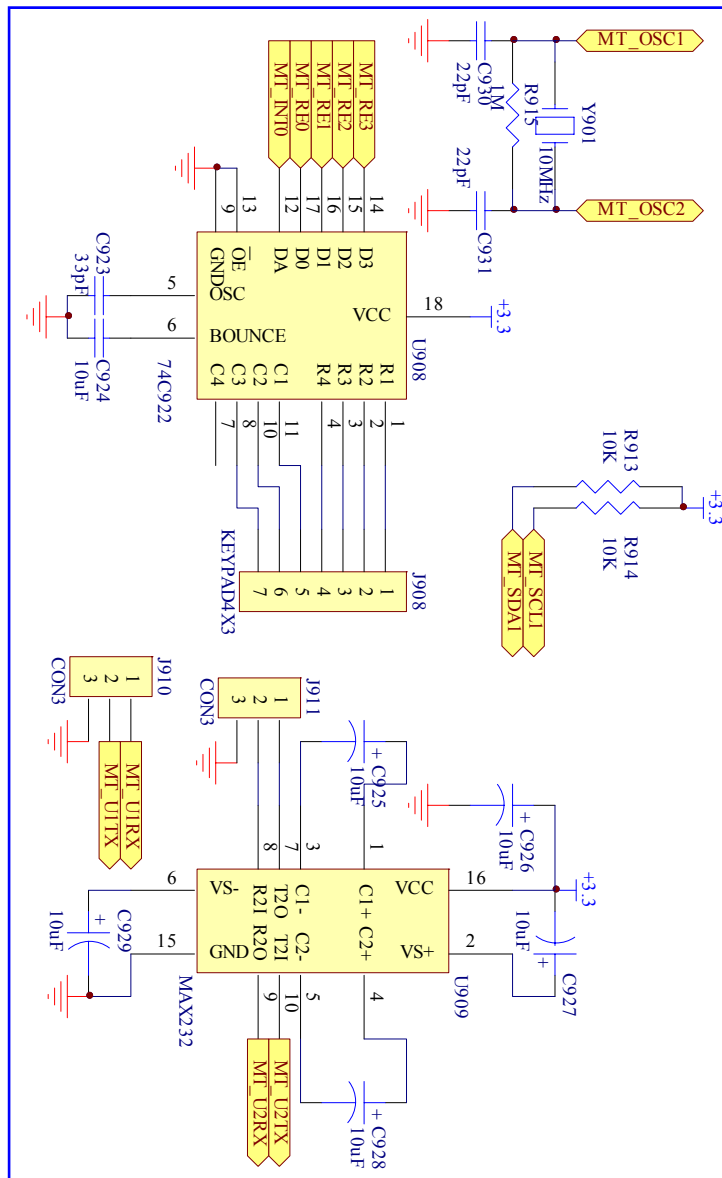 MT_OSC1
MT_OSC2
C930
22pF
R915
1M
Y901
10MHz
C931
22pF
MT_RE3
MT_RE2
MT_RE1
MT_RE0
MT_INT0
14
15
16
17
12
13
9
D3
D2
D1
D0
DA
OE
GND
OSC
BOUNCE
VCC
18
+3.3
U908
74C922
5
6
C923
33pF
C924
10uF
R1
R2
R3
R4
C1
C2
C3
C4
1
2
3
4
11
10
8
7
J908
1
2
3
4
5
6
7
KEYPAD4X3
+3.3
R913
10K
R914
10K
MT_SCL1
MT_SDA1
J910
1
2
3
CON3
MT_U1RX
MT_U1TX
J911
1
2
3
CON3
C925
+
10uF
C926
+
10uF
+3.3
C927
+
10uF
1
3
7
8
16
2
6
15
VCC
VS+
C1+ C2+
C1- C2-
T2O T2I
R2I R2O
VS-
GND
U909
MAX232
4
5
10
9
C928
+
10uF
C929
+
10uF
MT_U2TX
MT_U2RX